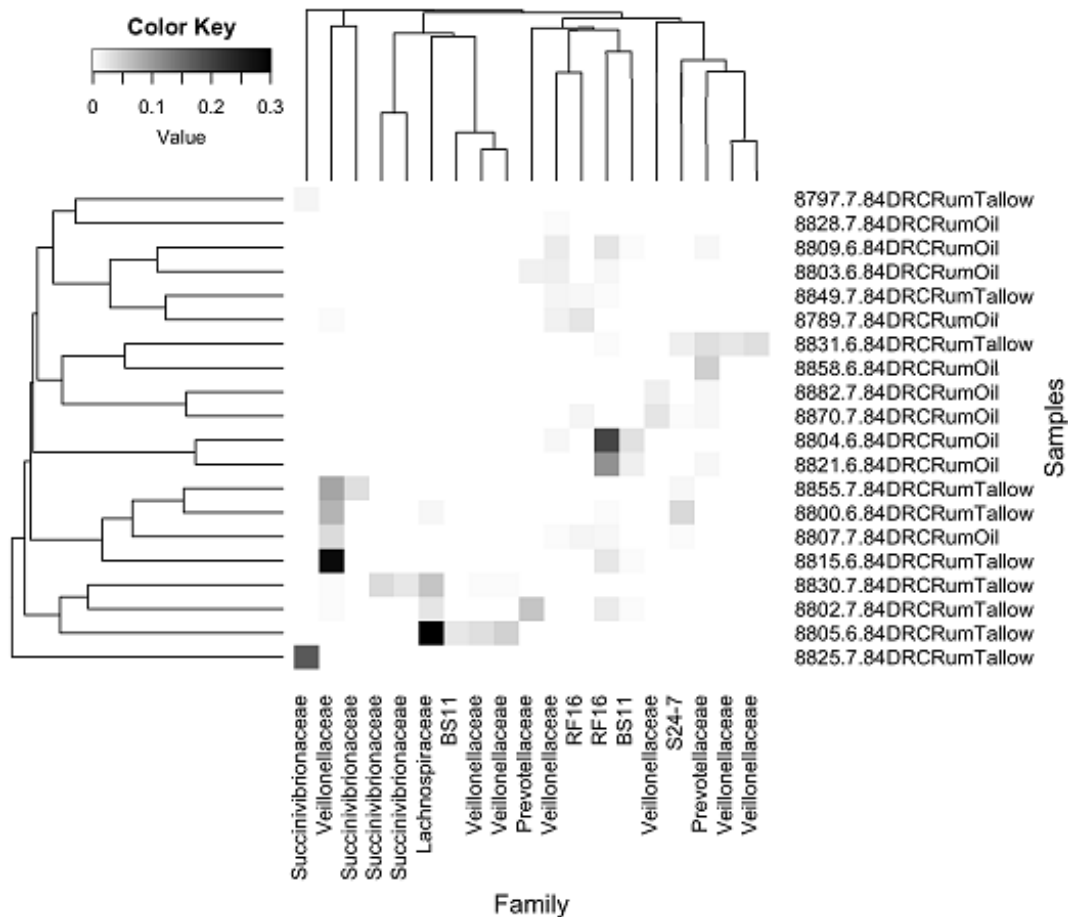 Color Key
0 0.1 0.2 0.3
Value
8797.7.84DRCRumTallow
8828.7.84DRCRumOil
8809.6.84DRCRumOil
8803.6.84DRCRumOil
8849.7.84DRCRumTallow
8789.7.84DRCRumOil
8831.6.84DRCRumTallow
8858.6.84DRCRumOil
8882.7.84DRCRumOil
8870.7.84DRCRumOil
8804.6.84DRCRumOil
8821.6.84DRCRumOil
8855.7.84DRCRumTallow
8800.6.84DRCRumTallow
8807.7.84DRCRumOil
8815.6.84DRCRumTallow
8830.7.84DRCRumTallow
8802.7.84DRCRumTallow
8805.6.84DRCRumTallow
8825.7.84DRCRumTallow
Samples
Succinivibrionaceae
Veillonellaceae
Succinivibrionaceae
Succinivibrionaceae
Succinivibrionaceae
Lachnospiraceae
BS11
Veillonellaceae
Veillonellaceae
Prevotellaceae
Veillonellaceae
RF16
RF16
BS11
Veillonellaceae
S24-7
Prevotellaceae
Veillonellaceae
Veillonellaceae
Family